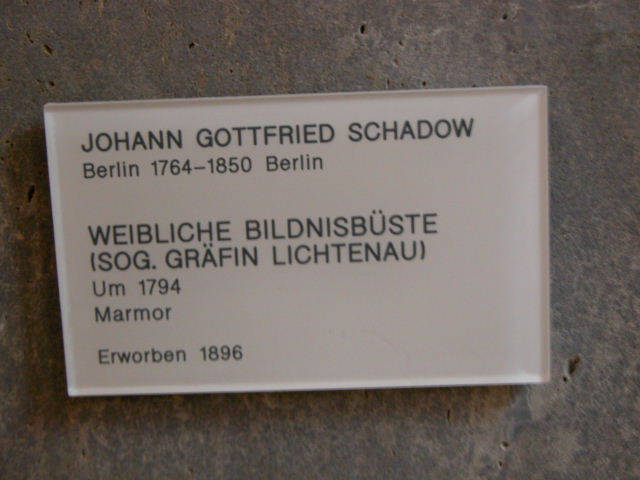 JOHANN GOTTFRIED SCHADOW
Berlin 1764–1850 Berlin
WEIBLICHE BILDNISBÜSTE
(SOG. GRÄFIN LICHTENAU)
Um 1794
Marmor
Erworben 1896